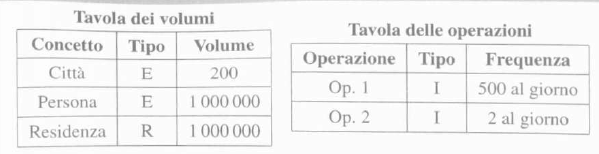 Tavola dei volumi
Concetto Tipo Volume
Città E 200
Persona E 1 000 000
Residenza R 1 000 000
Tavola delle operazioni
Operazione Tipo Frequenza
Op. 1 I 500 al giorno
Op. 2 I 2 al giorno